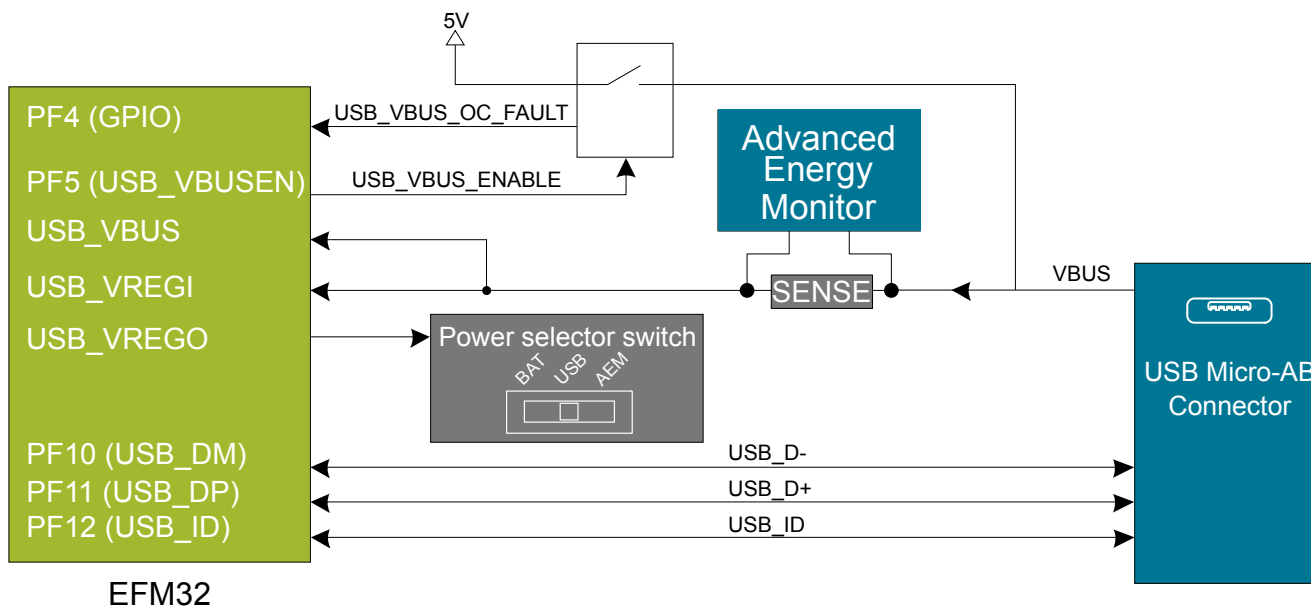 5V
PF4 (GPIO)
USB_VBUS_OC_FAULT
PF5 (USB_VBUSEN)
USB_VBUS_ENABLE
USB_VBUS
USB_VREGI
USB_VREGO
Advanced
Energy
Monitor
SENSE
VBUS
Power selector switch
BAT
USB
AEM
USB Micro-AB
Connector
PF10 (USB_DM)
USB_D-
PF11 (USB_DP)
USB_D+
PF12 (USB_ID)
USB_ID
EFM32